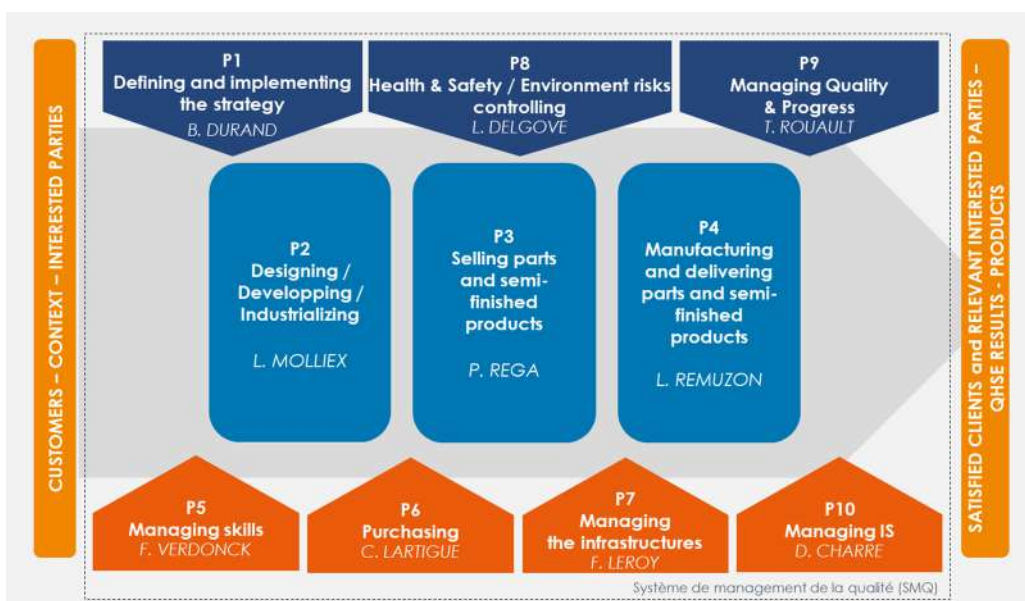 CUSTOMERS – CONTEXT – INTERESTED PARTIES
P1
Defining and implementing
the strategy
B. DURAND
P8
Health & Safety / Environment risks
controlling
L. DELGOVE
P9
Managing Quality
& Progress
T. ROUAULT
P2
Designing /
Developping /
Industrializing
L. MOLLIEX
P3
Selling parts
and semi-
finished
products
P. REGA
P4
Manufacturing
and delivering
parts and semi-
finished
products
L. REMUZON
P5
Managing skills
F. VERDONCK
P6
Purchasing
C. LARTIGUE
P7
Managing
the infrastructures
F. LEROY
P10
Managing IS
D. CHARRE
Système de management de la qualité (SMQ)
SATISFIED CLIENTS and RELEVANT INTERESTED PARTIES –
QHSE RESULTS - PRODUCTS